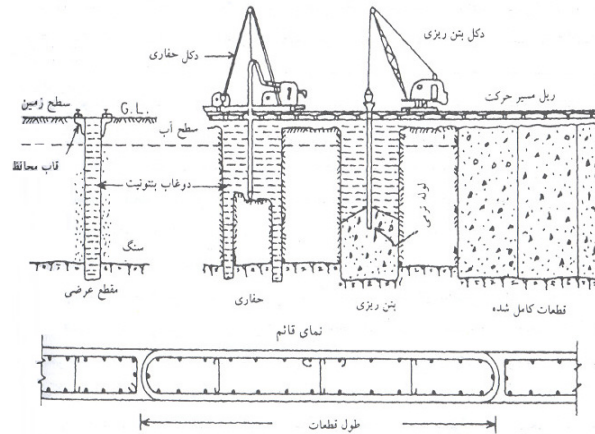 دکل بتن ریزی
دکل حفاری
ریل مسیر حرکت
سطح زمین
G.L.
سطح آب
قاب محافظ
دوغاب بنتونیت
لوله ترمی
سنگ
مقطع عرضی
حفاری
بتن ریزی
قطعات کامل شده
نمای قائم
طول قطعات